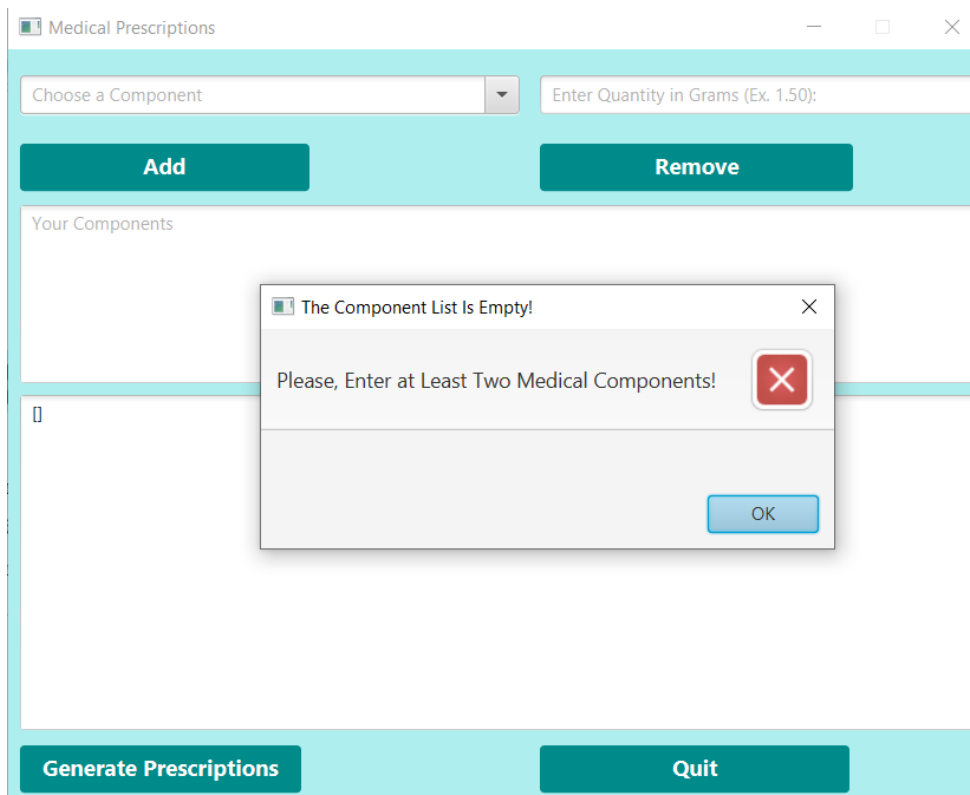 Medical Prescriptions
Choose a Component
Enter Quantity in Grams (Ex. 1.50):
Add
Remove
Your Components
The Component List Is Empty!
Please, Enter at Least Two Medical Components!
[]
OK
Generate Prescriptions
Quit